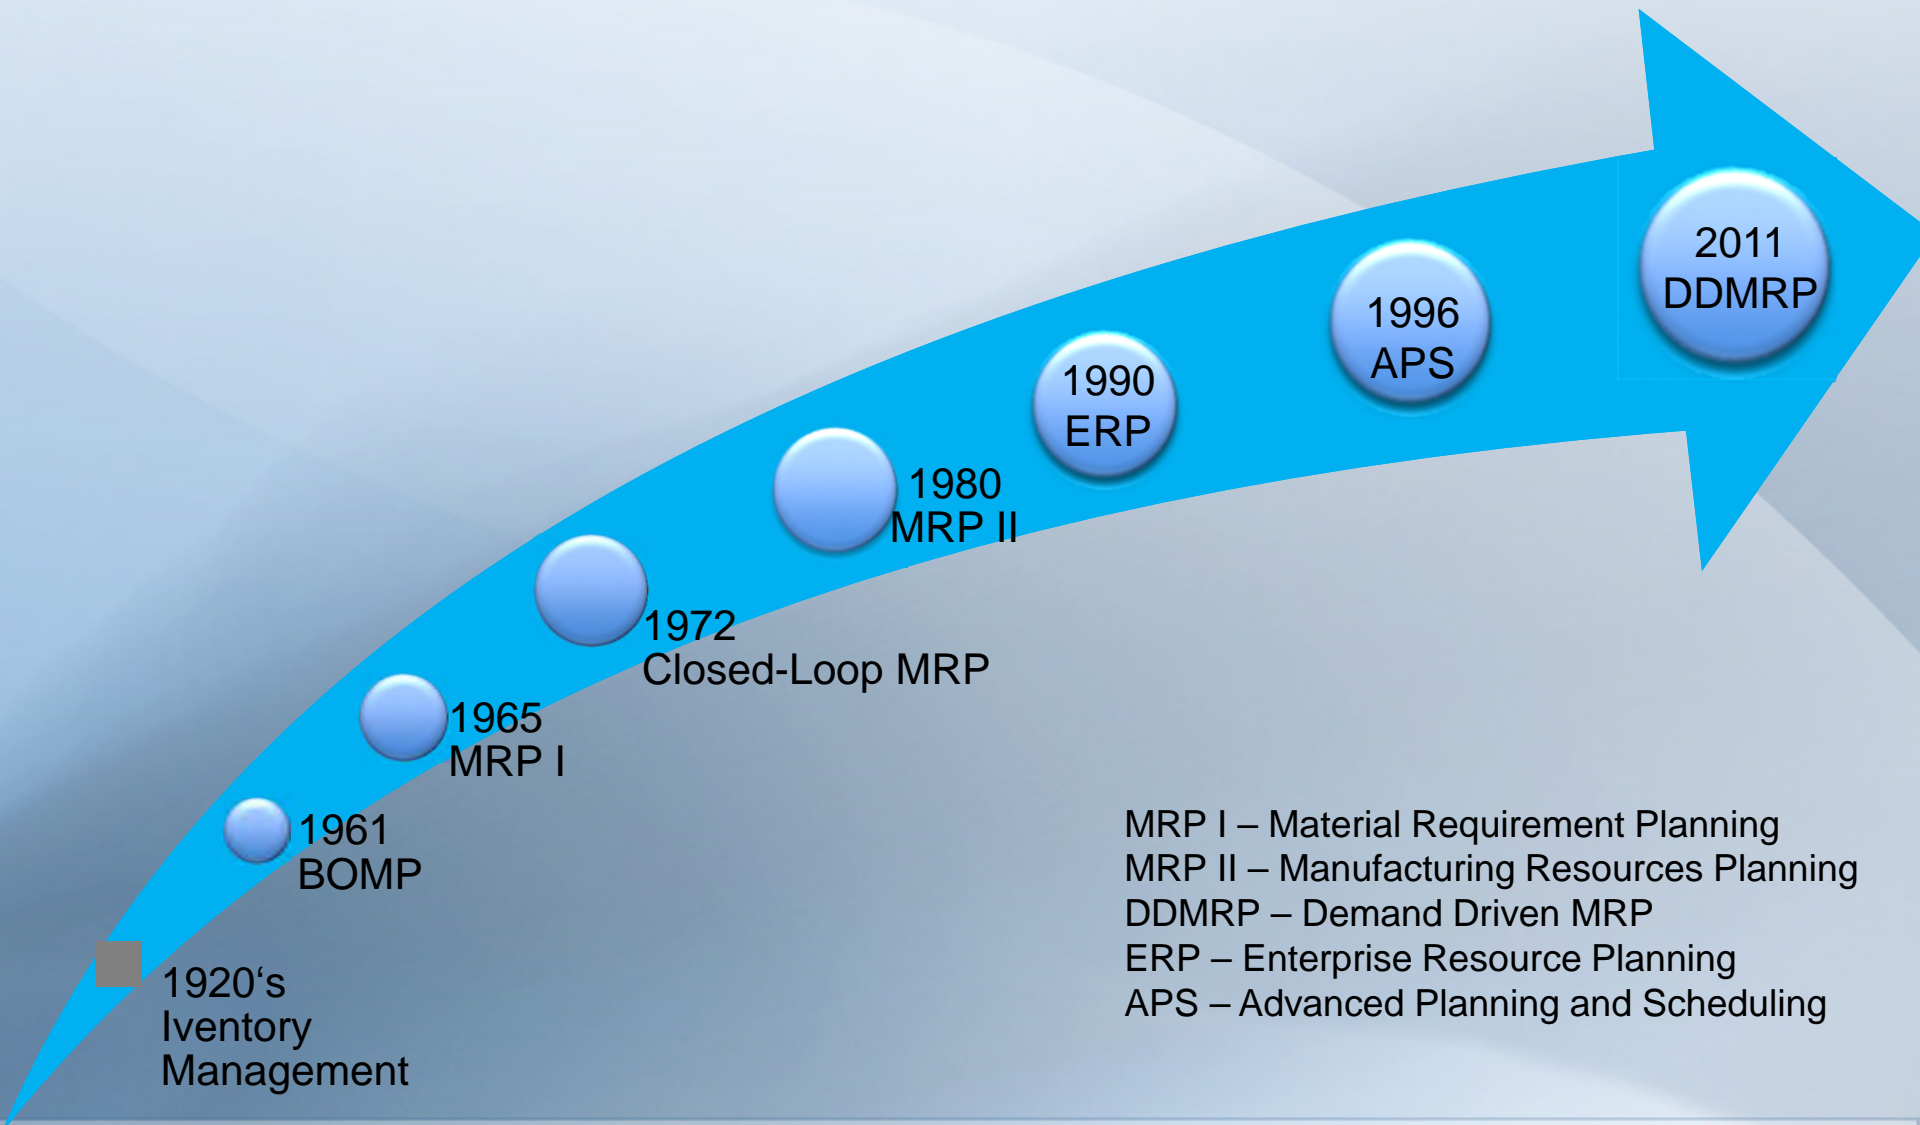 2011
DDMRP
1996
APS
1990
ERP
1980
MRP II
1972
Closed-Loop MRP
1965
MRP I
1961
BOMP
1920‘s
Iventory
Management
MRP I – Material Requirement Planning
MRP II – Manufacturing Resources Planning
DDMRP – Demand Driven MRP
ERP – Enterprise Resource Planning
APS – Advanced Planning and Scheduling